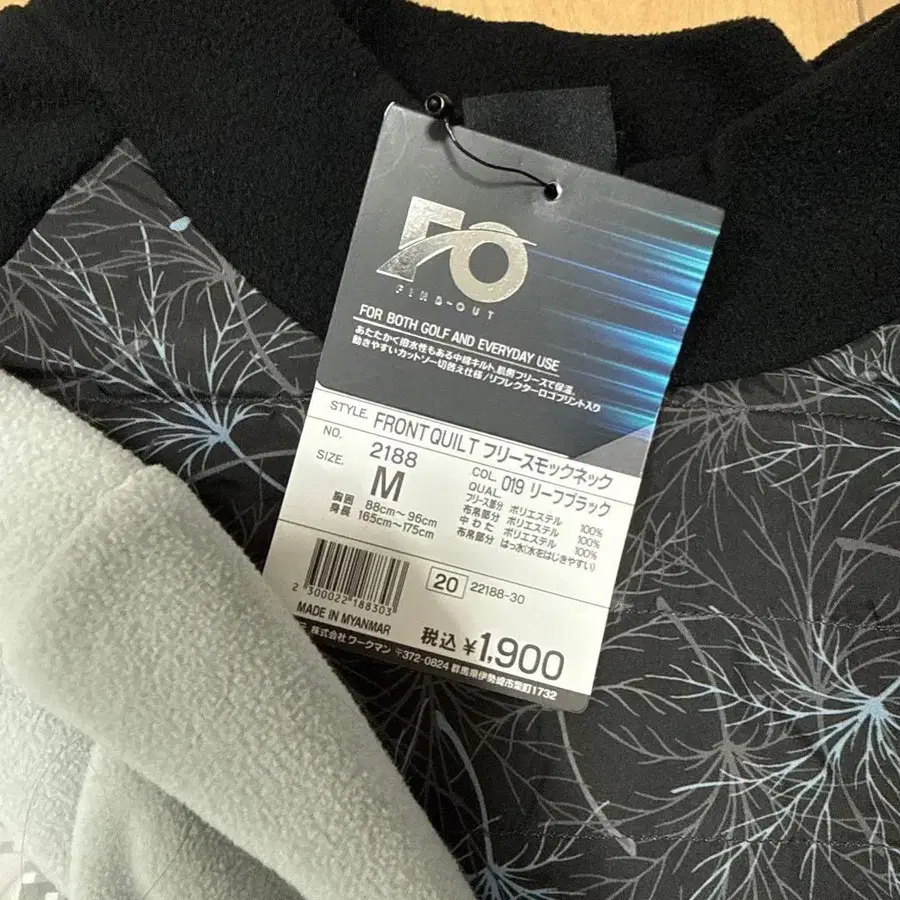 FO
FIND-OUT
FOR BOTH GOLF AND EVERYDAY USE
あたたかく撥水性もある中綿キルト、肌側フリースで保温。
動きやすいカットソー切替え仕様/リフレクターロゴプリント入り
STYLE. FRONT QUILT フリースモックネック
NO. 2188
COL. 019 リーフブラック
SIZE. M
胸囲 88cm〜96cm
身長 165cm〜175cm
QUAL.
フリース部分 ポリエステル 100%
布帛部分 ポリエステル 100%
中わた ポリエステル 100%
布帛部分 はっ水(水をはじきやすい)
20 22188-30
2 300022 188303
MADE IN MYANMAR
税込 ¥1,900
株式会社ワークマン 〒372-0824 群馬県伊勢崎市柴町1732